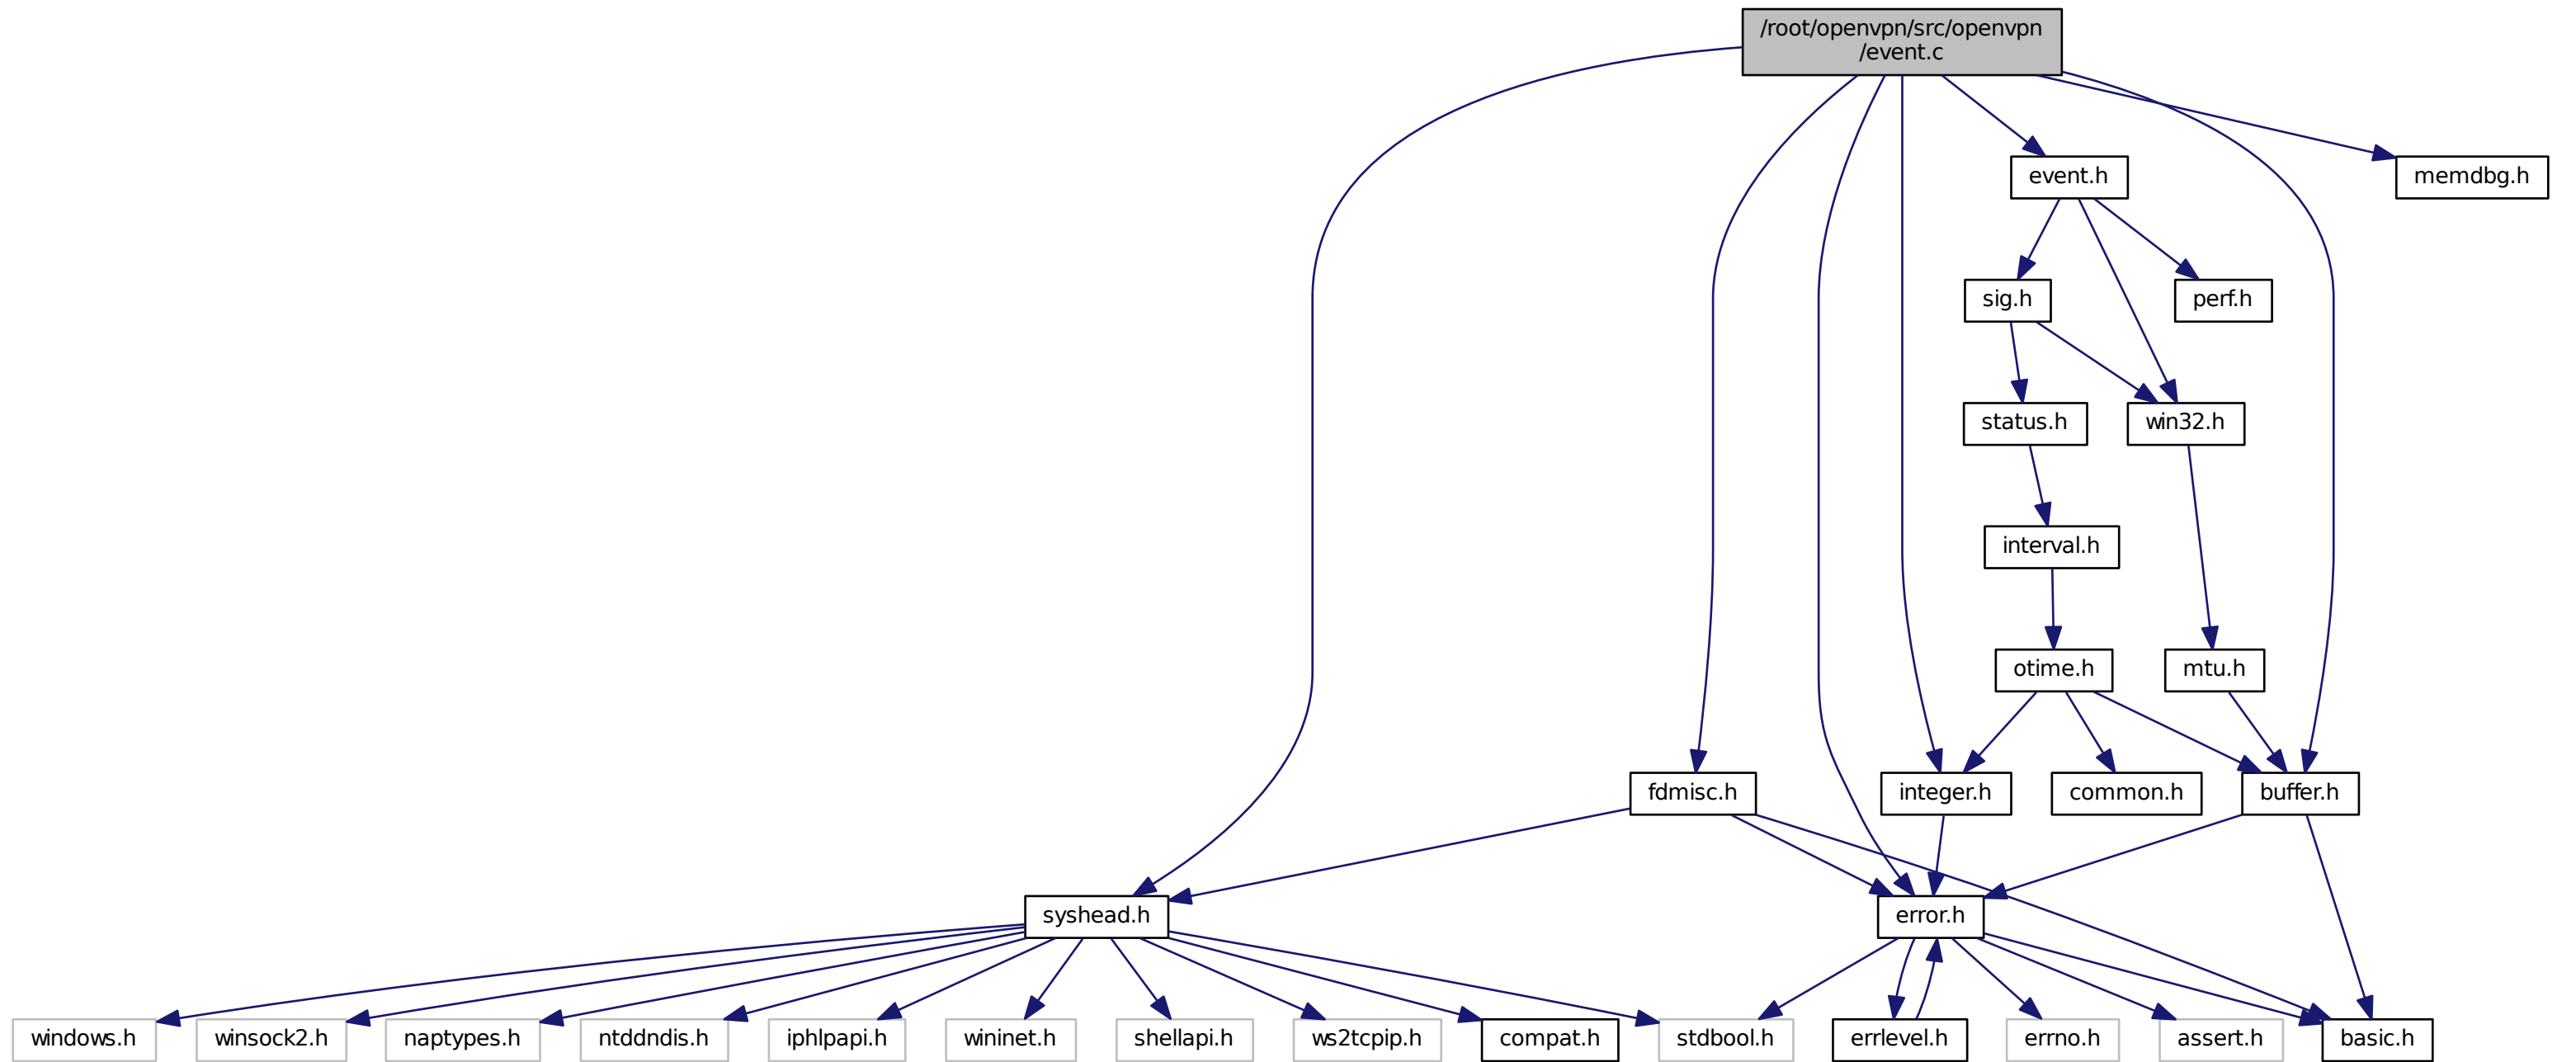 /root/openvpn/src/openvpn
/event.c
event.h
memdbg.h
sig.h
perf.h
status.h
win32.h
interval.h
otime.h
mtu.h
fdmisc.h
integer.h
common.h
buffer.h
syshead.h
error.h
windows.h
winsock2.h
naptypes.h
ntddndis.h
iphlpapi.h
wininet.h
shellapi.h
ws2tcpip.h
compat.h
stdbool.h
errlevel.h
errno.h
assert.h
basic.h